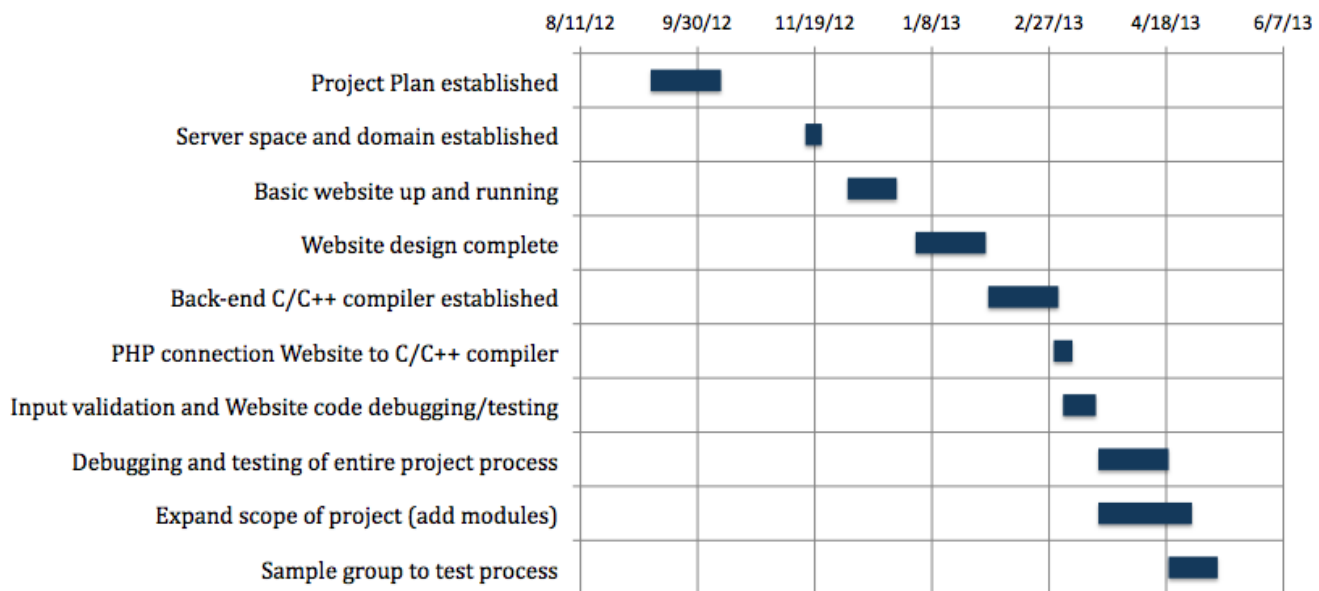 8/11/12 9/30/12 11/19/12 1/8/13 2/27/13 4/18/13 6/7/13
Project Plan established
Server space and domain established
Basic website up and running
Website design complete
Back-end C/C++ compiler established
PHP connection Website to C/C++ compiler
Input validation and Website code debugging/testing
Debugging and testing of entire project process
Expand scope of project (add modules)
Sample group to test process